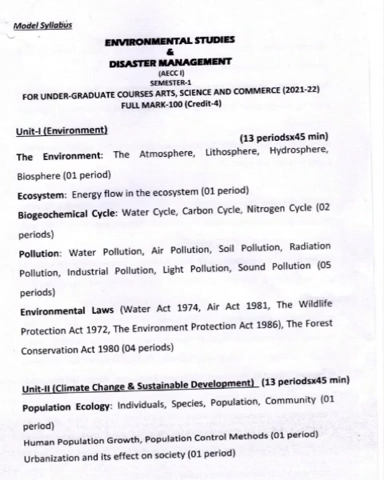 Model Syllabus
ENVIRONMENTAL STUDIES
&
DISASTER MANAGEMENT
(AECC I)
SEMESTER-1
FOR UNDER-GRADUATE COURSES ARTS, SCIENCE AND COMMERCE (2021-22)
FULL MARK-100 (Credit-4)
Unit-I (Environment)
(13 periodsx45 min)
The Environment: The Atmosphere, Lithosphere, Hydrosphere,
Biosphere (01 period)
Ecosystem: Energy flow in the ecosystem (01 period)
Biogeochemical Cycle: Water Cycle, Carbon Cycle, Nitrogen Cycle (02
periods)
Pollution: Water Pollution, Air Pollution, Soil Pollution, Radiation
Pollution, Industrial Pollution, Light Pollution, Sound Pollution (05
periods)
Environmental Laws (Water Act 1974, Air Act 1981, The Wildlife
Protection Act 1972, The Environment Protection Act 1986), The Forest
Conservation Act 1980 (04 periods)
Unit-II (Climate Change & Sustainable Development) (13 periodsx45 min)
Population Ecology: Individuals, Species, Population, Community (01
period)
Human Population Growth, Population Control Methods (01 period)
Urbanization and its effect on society (01 period)